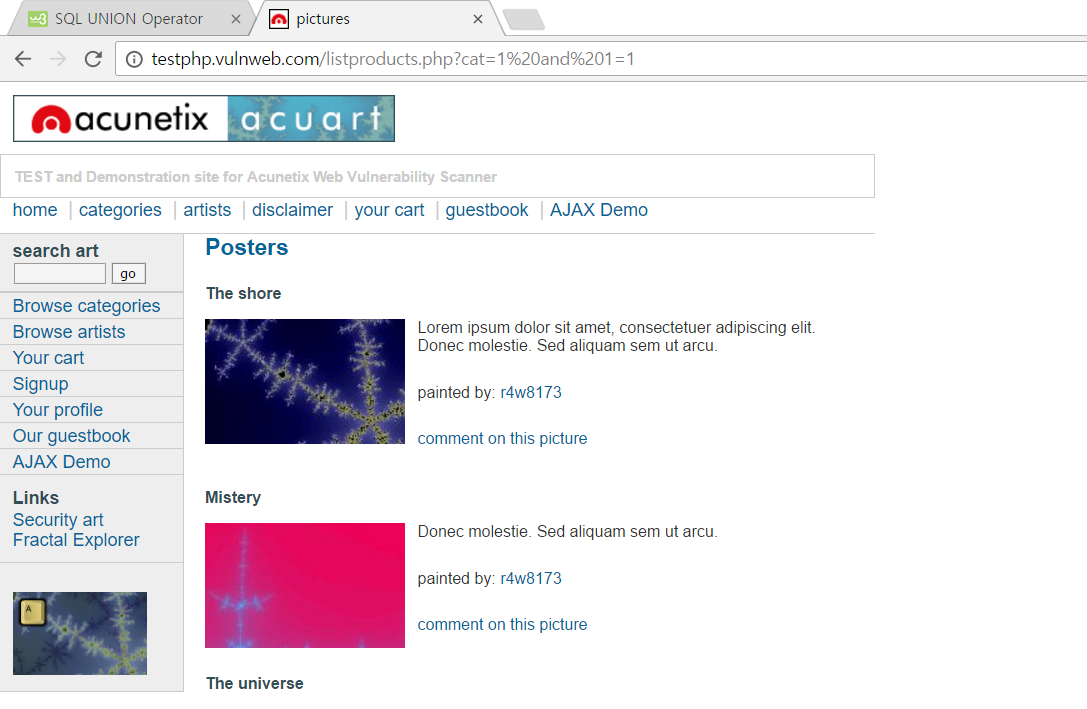 SQL UNION Operator
pictures
testphp.vulnweb.com/listproducts.php?cat=1%20and%201=1
acunetix acuart
TEST and Demonstration site for Acunetix Web Vulnerability Scanner
home | categories | artists | disclaimer | your cart | guestbook | AJAX Demo
search art
go
Browse categories
Browse artists
Your cart
Signup
Your profile
Our guestbook
AJAX Demo
Links
Security art
Fractal Explorer
A
Posters
The shore
Lorem ipsum dolor sit amet, consectetuer adipiscing elit.
Donec molestie. Sed aliquam sem ut arcu.
painted by: r4w8173
comment on this picture
Mistery
Donec molestie. Sed aliquam sem ut arcu.
painted by: r4w8173
comment on this picture
The universe